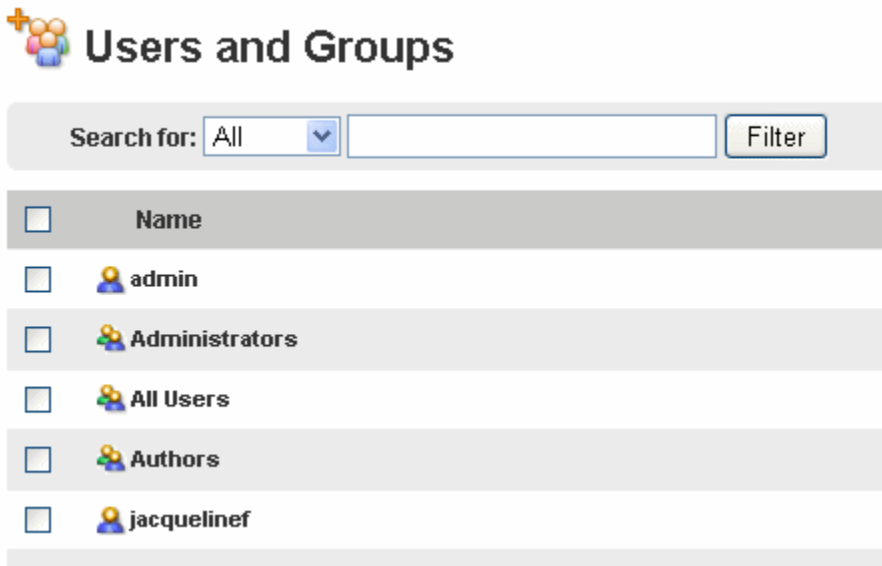 Users and Groups
Search for: All Filter
Name
admin
Administrators
All Users
Authors
jacquelinef